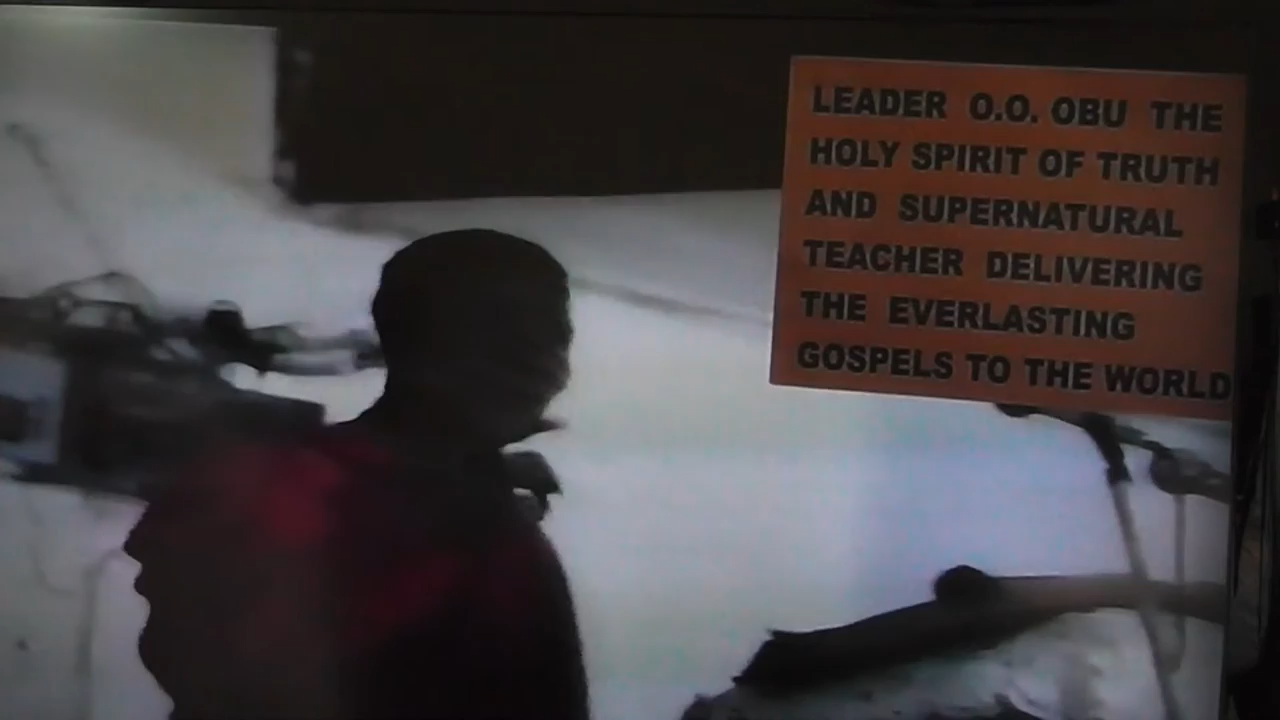 LEADER O.O. OBU THE
HOLY SPIRIT OF TRUTH
AND SUPERNATURAL
TEACHER DELIVERING
THE EVERLASTING
GOSPELS TO THE WORLD